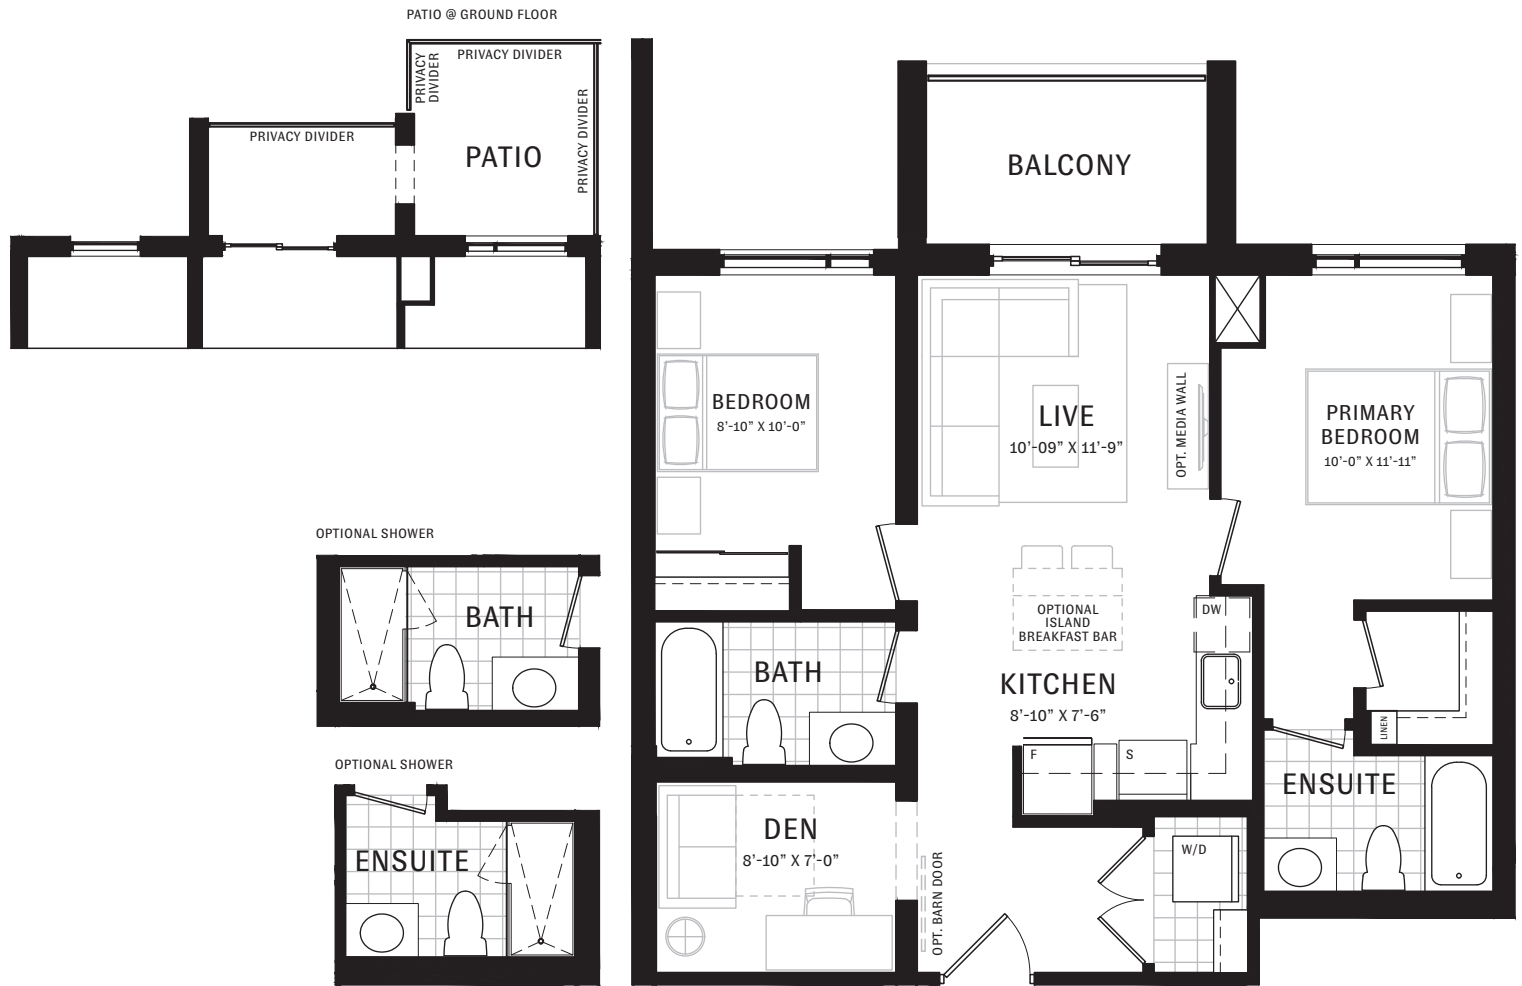 PATIO @ GROUND FLOOR
PRIVACY DIVIDER
PRIVACY
DIVIDER
PRIVACY DIVIDER
PRIVACY DIVIDER
PATIO
BALCONY
BEDROOM
8'-10" X 10'-0"
LIVE
10'-09" X 11'-9"
OPT. MEDIA WALL
PRIMARY
BEDROOM
10'-0" X 11'-11"
OPTIONAL SHOWER
BATH
OPTIONAL
ISLAND
BREAKFAST BAR
DW
BATH
KITCHEN
8'-10" X 7'-6"
F
S
LINEN
OPTIONAL SHOWER
ENSUITE
ENSUITE
DEN
8'-10" X 7'-0"
OPT. BARN DOOR
W/D